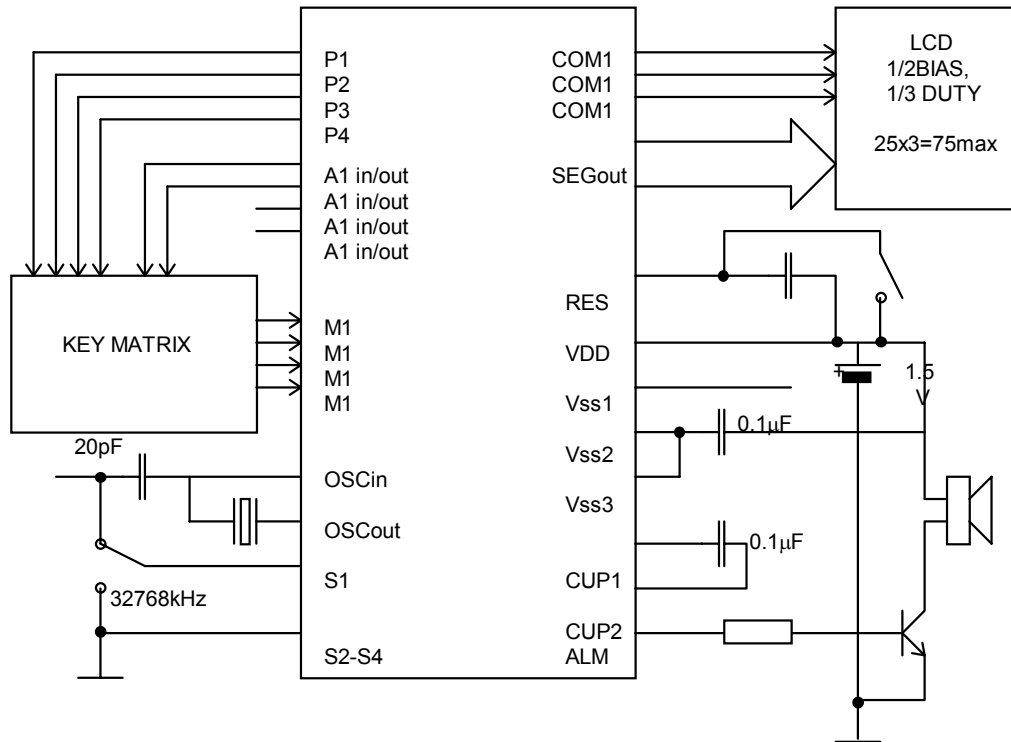 P1
P2
P3
P4
A1 in/out
A1 in/out
A1 in/out
A1 in/out
M1
M1
M1
M1
OSCin
OSCout
S1
S2-S4
COM1
COM1
COM1
SEGout
RES
VDD
Vss1
Vss2
Vss3
CUP1
CUP2
ALM
KEY MATRIX
20pF
32768kHz
LCD
1/2BIAS,
1/3 DUTY
25x3=75max
+
1.5
0.1µF
0.1µF